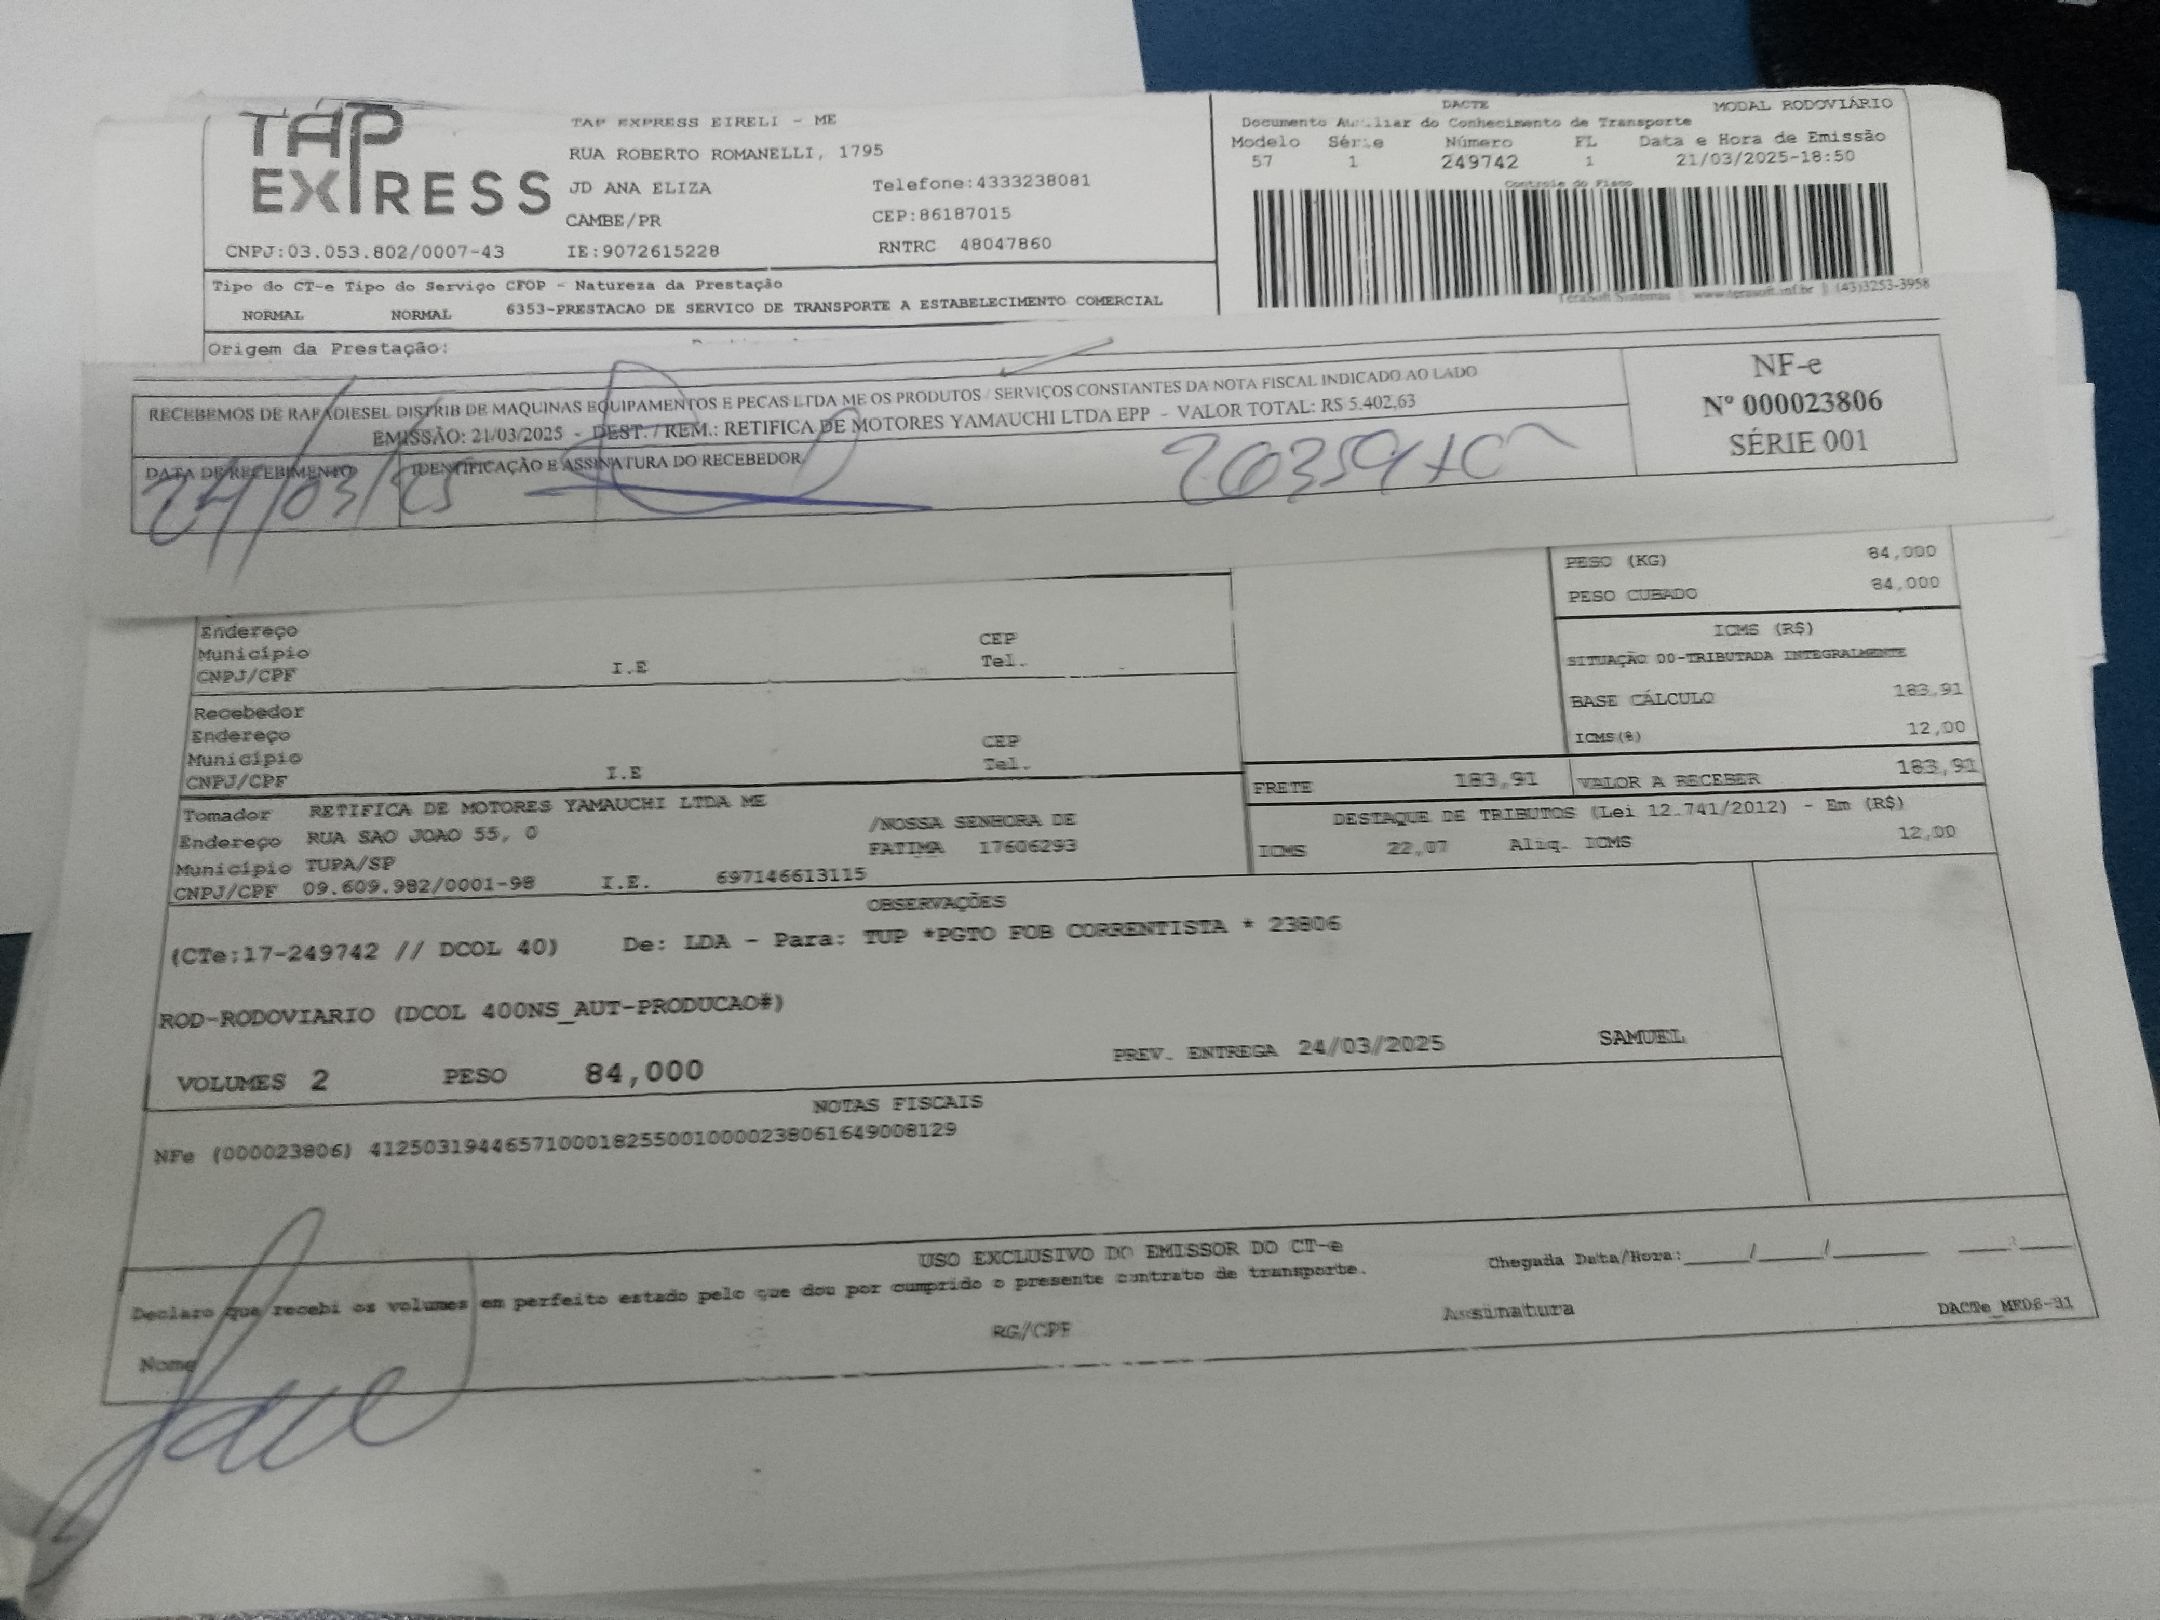 TAP EXPRESS
TAP EXPRESS EIRELI - ME
RUA ROBERTO ROMANELLI, 1795
JD ANA ELIZA Telefone:4333238081
CAMBE/PR CEP:86187015
CNPJ:03.053.802/0007-43 IE:9072615228 RNTRC 48047860
DACTE MODAL RODOVIÁRIO
Documento Auxiliar do Conhecimento de Transporte
Modelo Série Número FL Data e Hora de Emissão
57 1 249742 1 21/03/2025-18:50
Controle do Fisco
TeraSoft Sistemas || www.terasoft.inf.br || (43)3253-3958
Tipo do CT-e Tipo do Serviço CFOP - Natureza da Prestação
NORMAL NORMAL 6353-PRESTACAO DE SERVICO DE TRANSPORTE A ESTABELECIMENTO COMERCIAL
Origem da Prestação:
RECEBEMOS DE RAFADIESEL DISTRIB DE MAQUINAS EQUIPAMENTOS E PECAS LTDA ME OS PRODUTOS / SERVIÇOS CONSTANTES DA NOTA FISCAL INDICADO AO LADO
EMISSÃO: 21/03/2025 - DEST. / REM.: RETIFICA DE MOTORES YAMAUCHI LTDA EPP - VALOR TOTAL: R$ 5.402,63
DATA DE RECEBIMENTO IDENTIFICAÇÃO E ASSINATURA DO RECEBEDOR
24/03/25
NF-e
Nº 000023806
SÉRIE 001
PESO (KG) 84,000
PESO CUBADO 84,000
Endereço CEP
Município Tel.
CNPJ/CPF I.E
ICMS (R$)
SITUAÇÃO 00-TRIBUTADA INTEGRALMENTE
BASE CÁLCULO 183,91
ICMS(%) 12,00
Recebedor
Endereço CEP
Município Tel.
CNPJ/CPF I.E
FRETE 183,91 VALOR A RECEBER 183,91
Tomador RETIFICA DE MOTORES YAMAUCHI LTDA ME
Endereço RUA SAO JOAO 55, 0 /NOSSA SENHORA DE
Município TUPA/SP FATIMA 17606293
CNPJ/CPF 09.609.982/0001-98 I.E. 697146613115
DESTAQUE DE TRIBUTOS (Lei 12.741/2012) - Em (R$)
ICMS 22,07 Aliq. ICMS 12,00
OBSERVAÇÕES
(CTe:17-249742 // DCOL 40) De: LDA - Para: TUP *PGTO FOB CORRENTISTA * 23806
ROD-RODOVIARIO (DCOL 400NS_AUT-PRODUCAO#)
VOLUMES 2 PESO 84,000 PREV. ENTREGA 24/03/2025 SAMUEL
NOTAS FISCAIS
NFe (000023806) 41250319446571000182550010000238061649008129
USO EXCLUSIVO DO EMISSOR DO CT-e
Declaro que recebi os volumes em perfeito estado pelo que dou por cumprido o presente contrato de transporte.
Chegada Data/Hora:
Nome RG/CPF Assinatura DACTe_MFD6-31